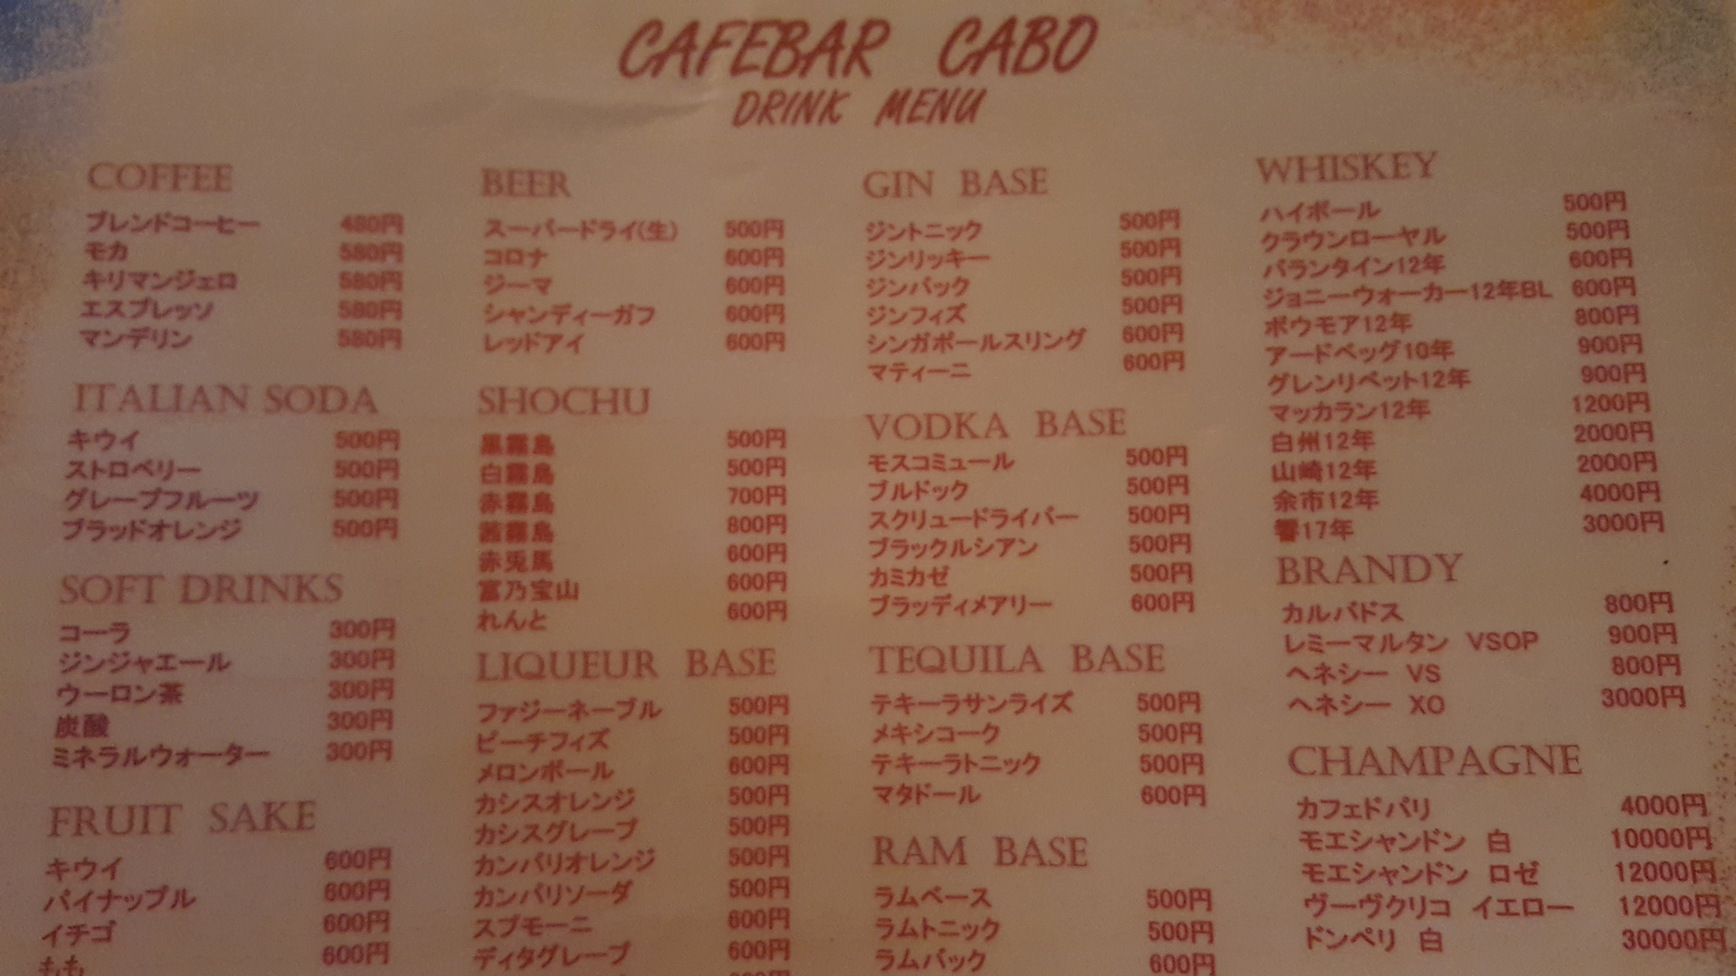 CAFEBAR CABO
DRINK MENU
COFFEE
ブレンドコーヒー 480円
モカ 580円
キリマンジェロ 580円
エスプレッソ 580円
マンデリン 580円
ITALIAN SODA
キウイ 500円
ストロベリー 500円
グレープフルーツ 500円
ブラッドオレンジ 500円
SOFT DRINKS
コーラ 300円
ジンジャエール 300円
ウーロン茶 300円
炭酸 300円
ミネラルウォーター 300円
FRUIT SAKE
キウイ 600円
パイナップル 600円
イチゴ 600円
もも 600円
BEER
スーパードライ(生) 500円
コロナ 600円
ジーマ 600円
シャンディーガフ 600円
レッドアイ 600円
SHOCHU
黒霧島 500円
白霧島 500円
赤霧島 700円
茜霧島 800円
赤兎馬 600円
富乃宝山 600円
れんと 600円
LIQUEUR BASE
ファジーネーブル 500円
ピーチフィズ 500円
メロンボール 600円
カシスオレンジ 500円
カシスグレープ 500円
カンパリオレンジ 500円
カンパリソーダ 500円
スプモーニ 600円
ディタグレープ 600円
GIN BASE
ジントニック 500円
ジンリッキー 500円
ジンバック 500円
ジンフィズ 500円
シンガポールスリング 600円
マティーニ 600円
VODKA BASE
モスコミュール 500円
ブルドック 500円
スクリュードライバー 500円
ブラックルシアン 500円
カミカゼ 500円
ブラッディメアリー 600円
TEQUILA BASE
テキーラサンライズ 500円
メキシコーク 500円
テキーラトニック 500円
マタドール 600円
RAM BASE
ラムベース 500円
ラムトニック 500円
ラムバック 600円
WHISKEY
ハイボール 500円
クラウンローヤル 500円
バランタイン12年 600円
ジョニーウォーカー12年BL 600円
ボウモア12年 800円
アードベッグ10年 900円
グレンリベット12年 900円
マッカラン12年 1200円
白州12年 2000円
山崎12年 2000円
余市12年 4000円
響17年 3000円
BRANDY
カルバドス 800円
レミーマルタン VSOP 900円
ヘネシー VS 800円
ヘネシー XO 3000円
CHAMPAGNE
カフェドパリ 4000円
モエシャンドン 白 10000円
モエシャンドン ロゼ 12000円
ヴーヴクリコ イエロー 12000円
ドンペリ 白 30000円